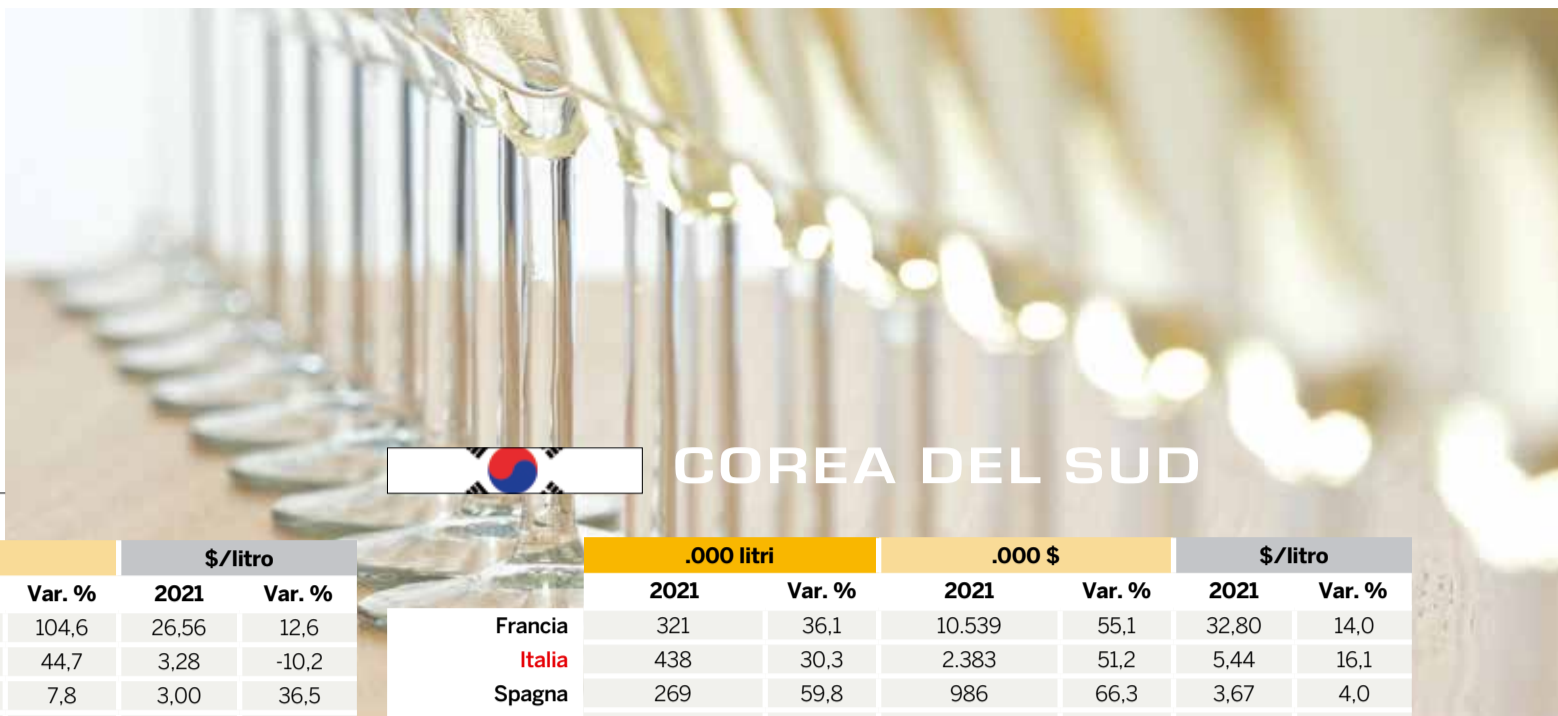 COREA DEL SUD
$/litro
Var. % 2021 Var. %
104,6 26,56 12,6
44,7 3,28 -10,2
7,8 3,00 36,5
.000 litri .000 $ $/litro
2021 Var. % 2021 Var. % 2021 Var. %
Francia 321 36,1 10.539 55,1 32,80 14,0
Italia 438 30,3 2.383 51,2 5,44 16,1
Spagna 269 59,8 986 66,3 3,67 4,0